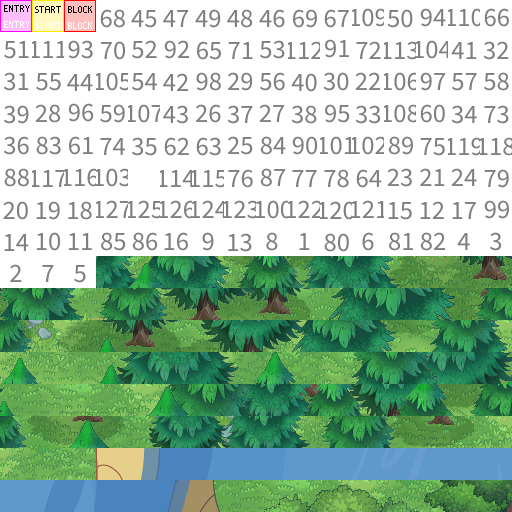 ENTRY START BLOCK 68 45 47 49 48 46 69 67 109 50 94 110 66
ENTRY START BLOCK
51 111 93 70 52 92 65 71 53 112 91 72 113 104 41 32
31 55 44 105 54 42 98 29 56 40 30 22 106 97 57 58
39 28 96 59 107 43 26 37 27 38 95 33 108 60 34 73
36 83 61 74 35 62 63 25 84 90 101 102 89 75 119 118
88 117 116 103 114 115 76 87 77 78 64 23 21 24 79
20 19 18 127 125 126 124 123 100 122 120 121 15 12 17 99
14 10 11 85 86 16 9 13 8 1 80 6 81 82 4 3
2 7 5